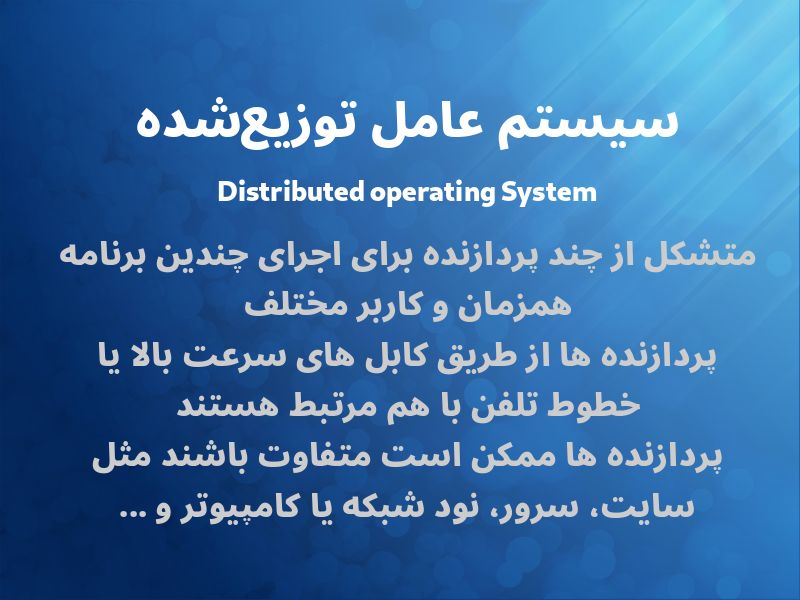 سیستم عامل توزیع‌شده
Distributed operating System
متشکل از چند پردازنده برای اجرای چندین برنامه
همزمان و کاربر مختلف
پردازنده ها از طریق کابل های سرعت بالا یا
خطوط تلفن با هم مرتبط هستند
پردازنده ها ممکن است متفاوت باشند مثل
سایت، سرور، نود شبکه یا کامپیوتر و ...